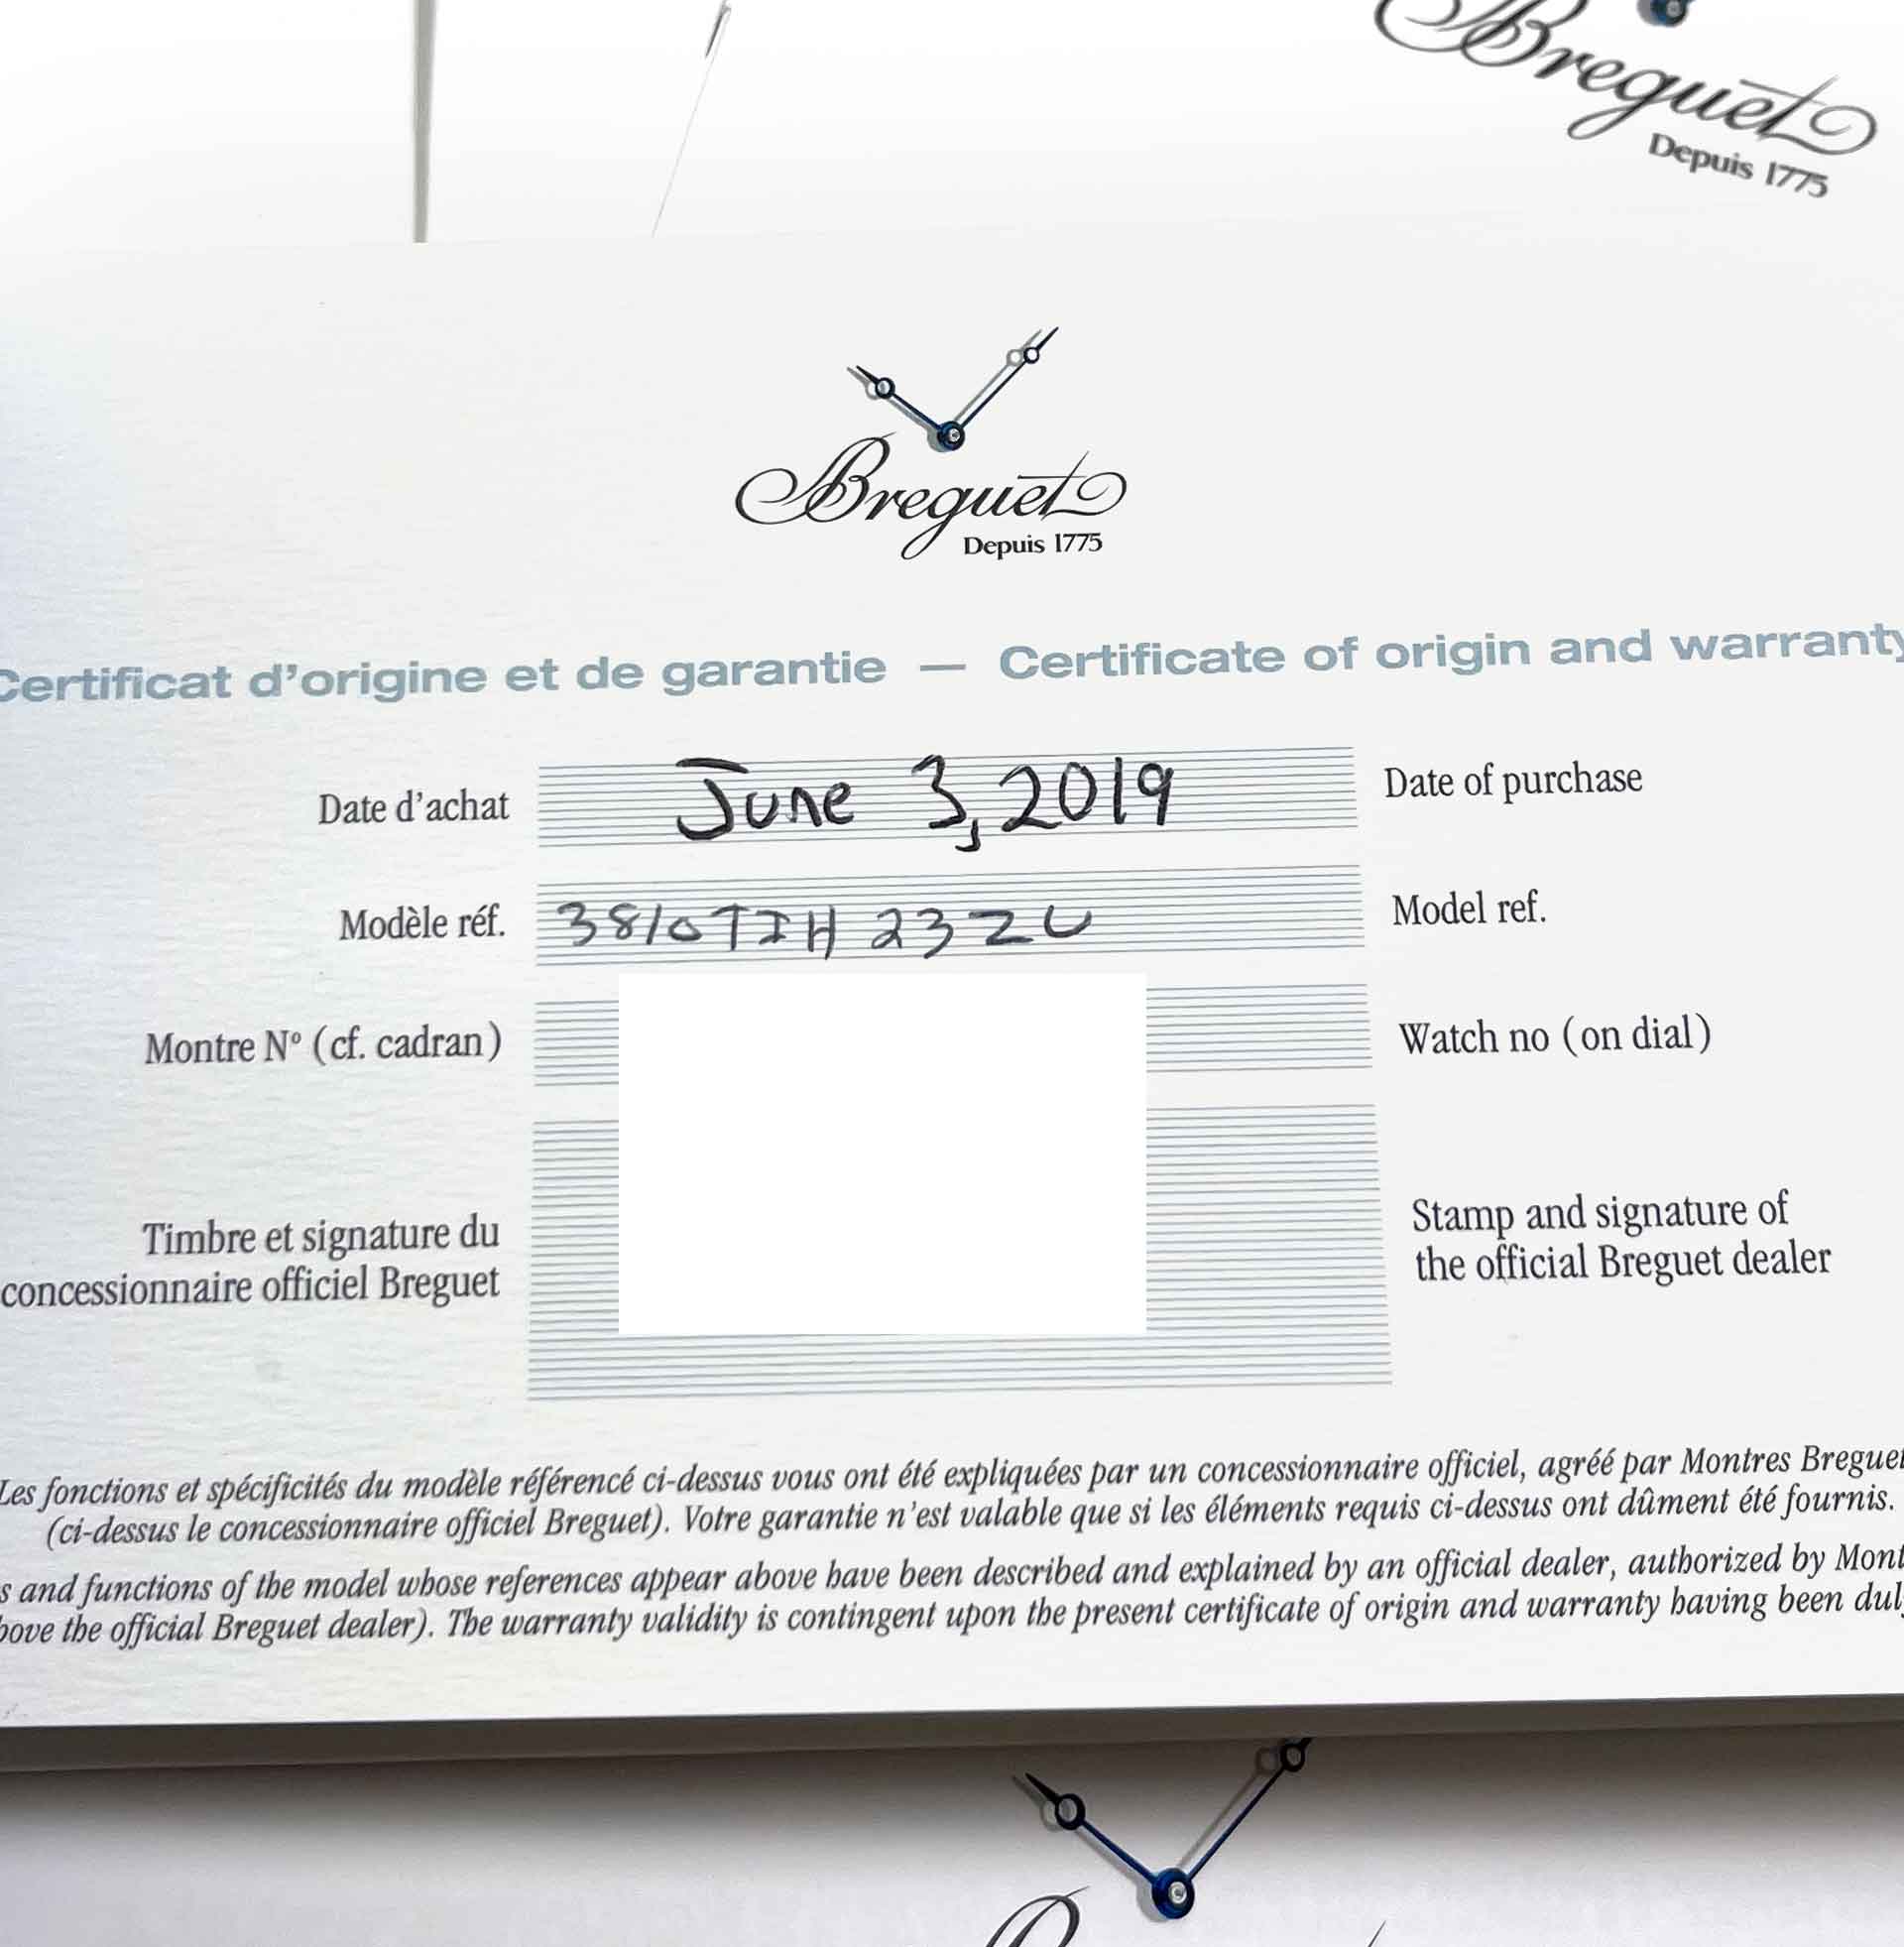 Breguet
Depuis 1775
Breguet
Depuis 1775
Certificat d'origine et de garantie — Certificate of origin and warranty
Date d'achat June 3, 2019 Date of purchase
Modèle réf. 3810TIH23ZU Model ref.
Montre N° (cf. cadran) Watch no (on dial)
Timbre et signature du
concessionnaire officiel Breguet
Stamp and signature of
the official Breguet dealer
Les fonctions et spécificités du modèle référencé ci-dessus vous ont été expliquées par un concessionnaire officiel, agréé par Montres Breguet
(ci-dessus le concessionnaire officiel Breguet). Votre garantie n'est valable que si les éléments requis ci-dessus ont dûment été fournis.
s and functions of the model whose references appear above have been described and explained by an official dealer, authorized by Mont
bove the official Breguet dealer). The warranty validity is contingent upon the present certificate of origin and warranty having been dul